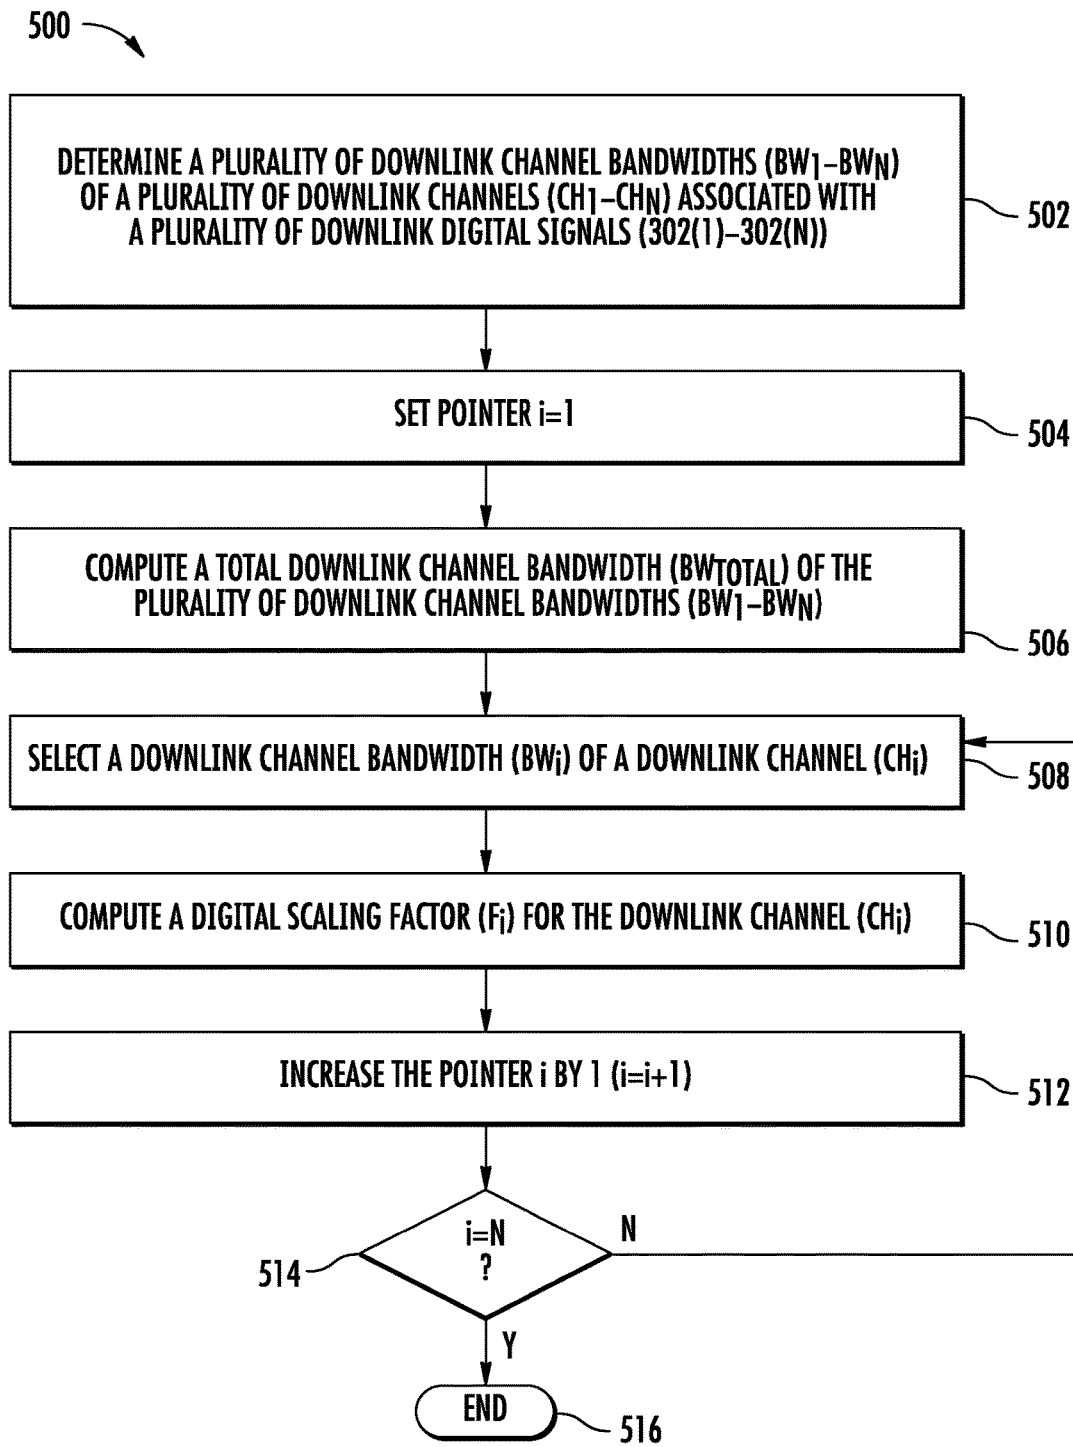 500
DETERMINE A PLURALITY OF DOWNLINK CHANNEL BANDWIDTHS (BW1–BWN)
OF A PLURALITY OF DOWNLINK CHANNELS (CH1–CHN) ASSOCIATED WITH
A PLURALITY OF DOWNLINK DIGITAL SIGNALS (302(1)–302(N))
502
SET POINTER i=1
504
COMPUTE A TOTAL DOWNLINK CHANNEL BANDWIDTH (BWTOTAL) OF THE
PLURALITY OF DOWNLINK CHANNEL BANDWIDTHS (BW1–BWN)
506
SELECT A DOWNLINK CHANNEL BANDWIDTH (BWi) OF A DOWNLINK CHANNEL (CHi)
508
COMPUTE A DIGITAL SCALING FACTOR (Fi) FOR THE DOWNLINK CHANNEL (CHi)
510
INCREASE THE POINTER i BY 1 (i=i+1)
512
i=N
?
N
514
Y
END
516